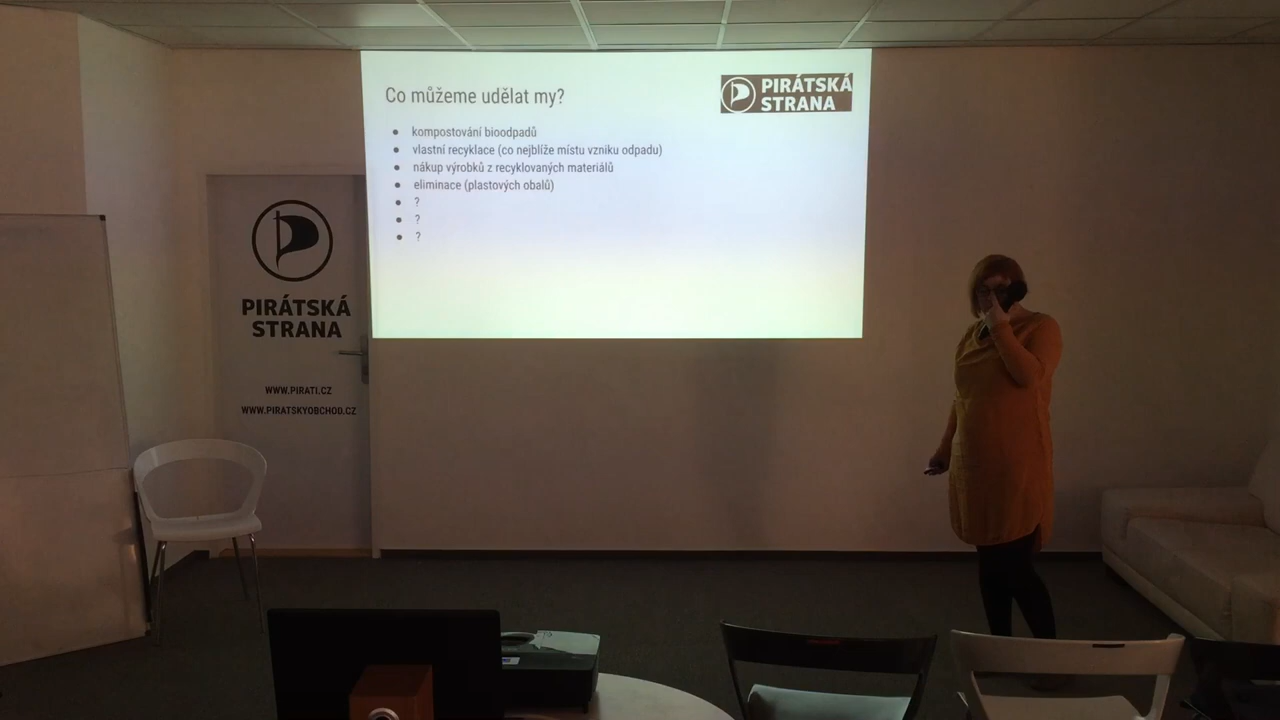 Co můžeme udělat my?
PIRÁTSKÁ
STRANA
● kompostování bioodpadů
● vlastní recyklace (co nejblíže místu vzniku odpadu)
● nákup výrobků z recyklovaných materiálů
● eliminace (plastových obalů)
● ?
● ?
● ?
PIRÁTSKÁ
STRANA
WWW.PIRATI.CZ
WWW.PIRATSKYOBCHOD.CZ